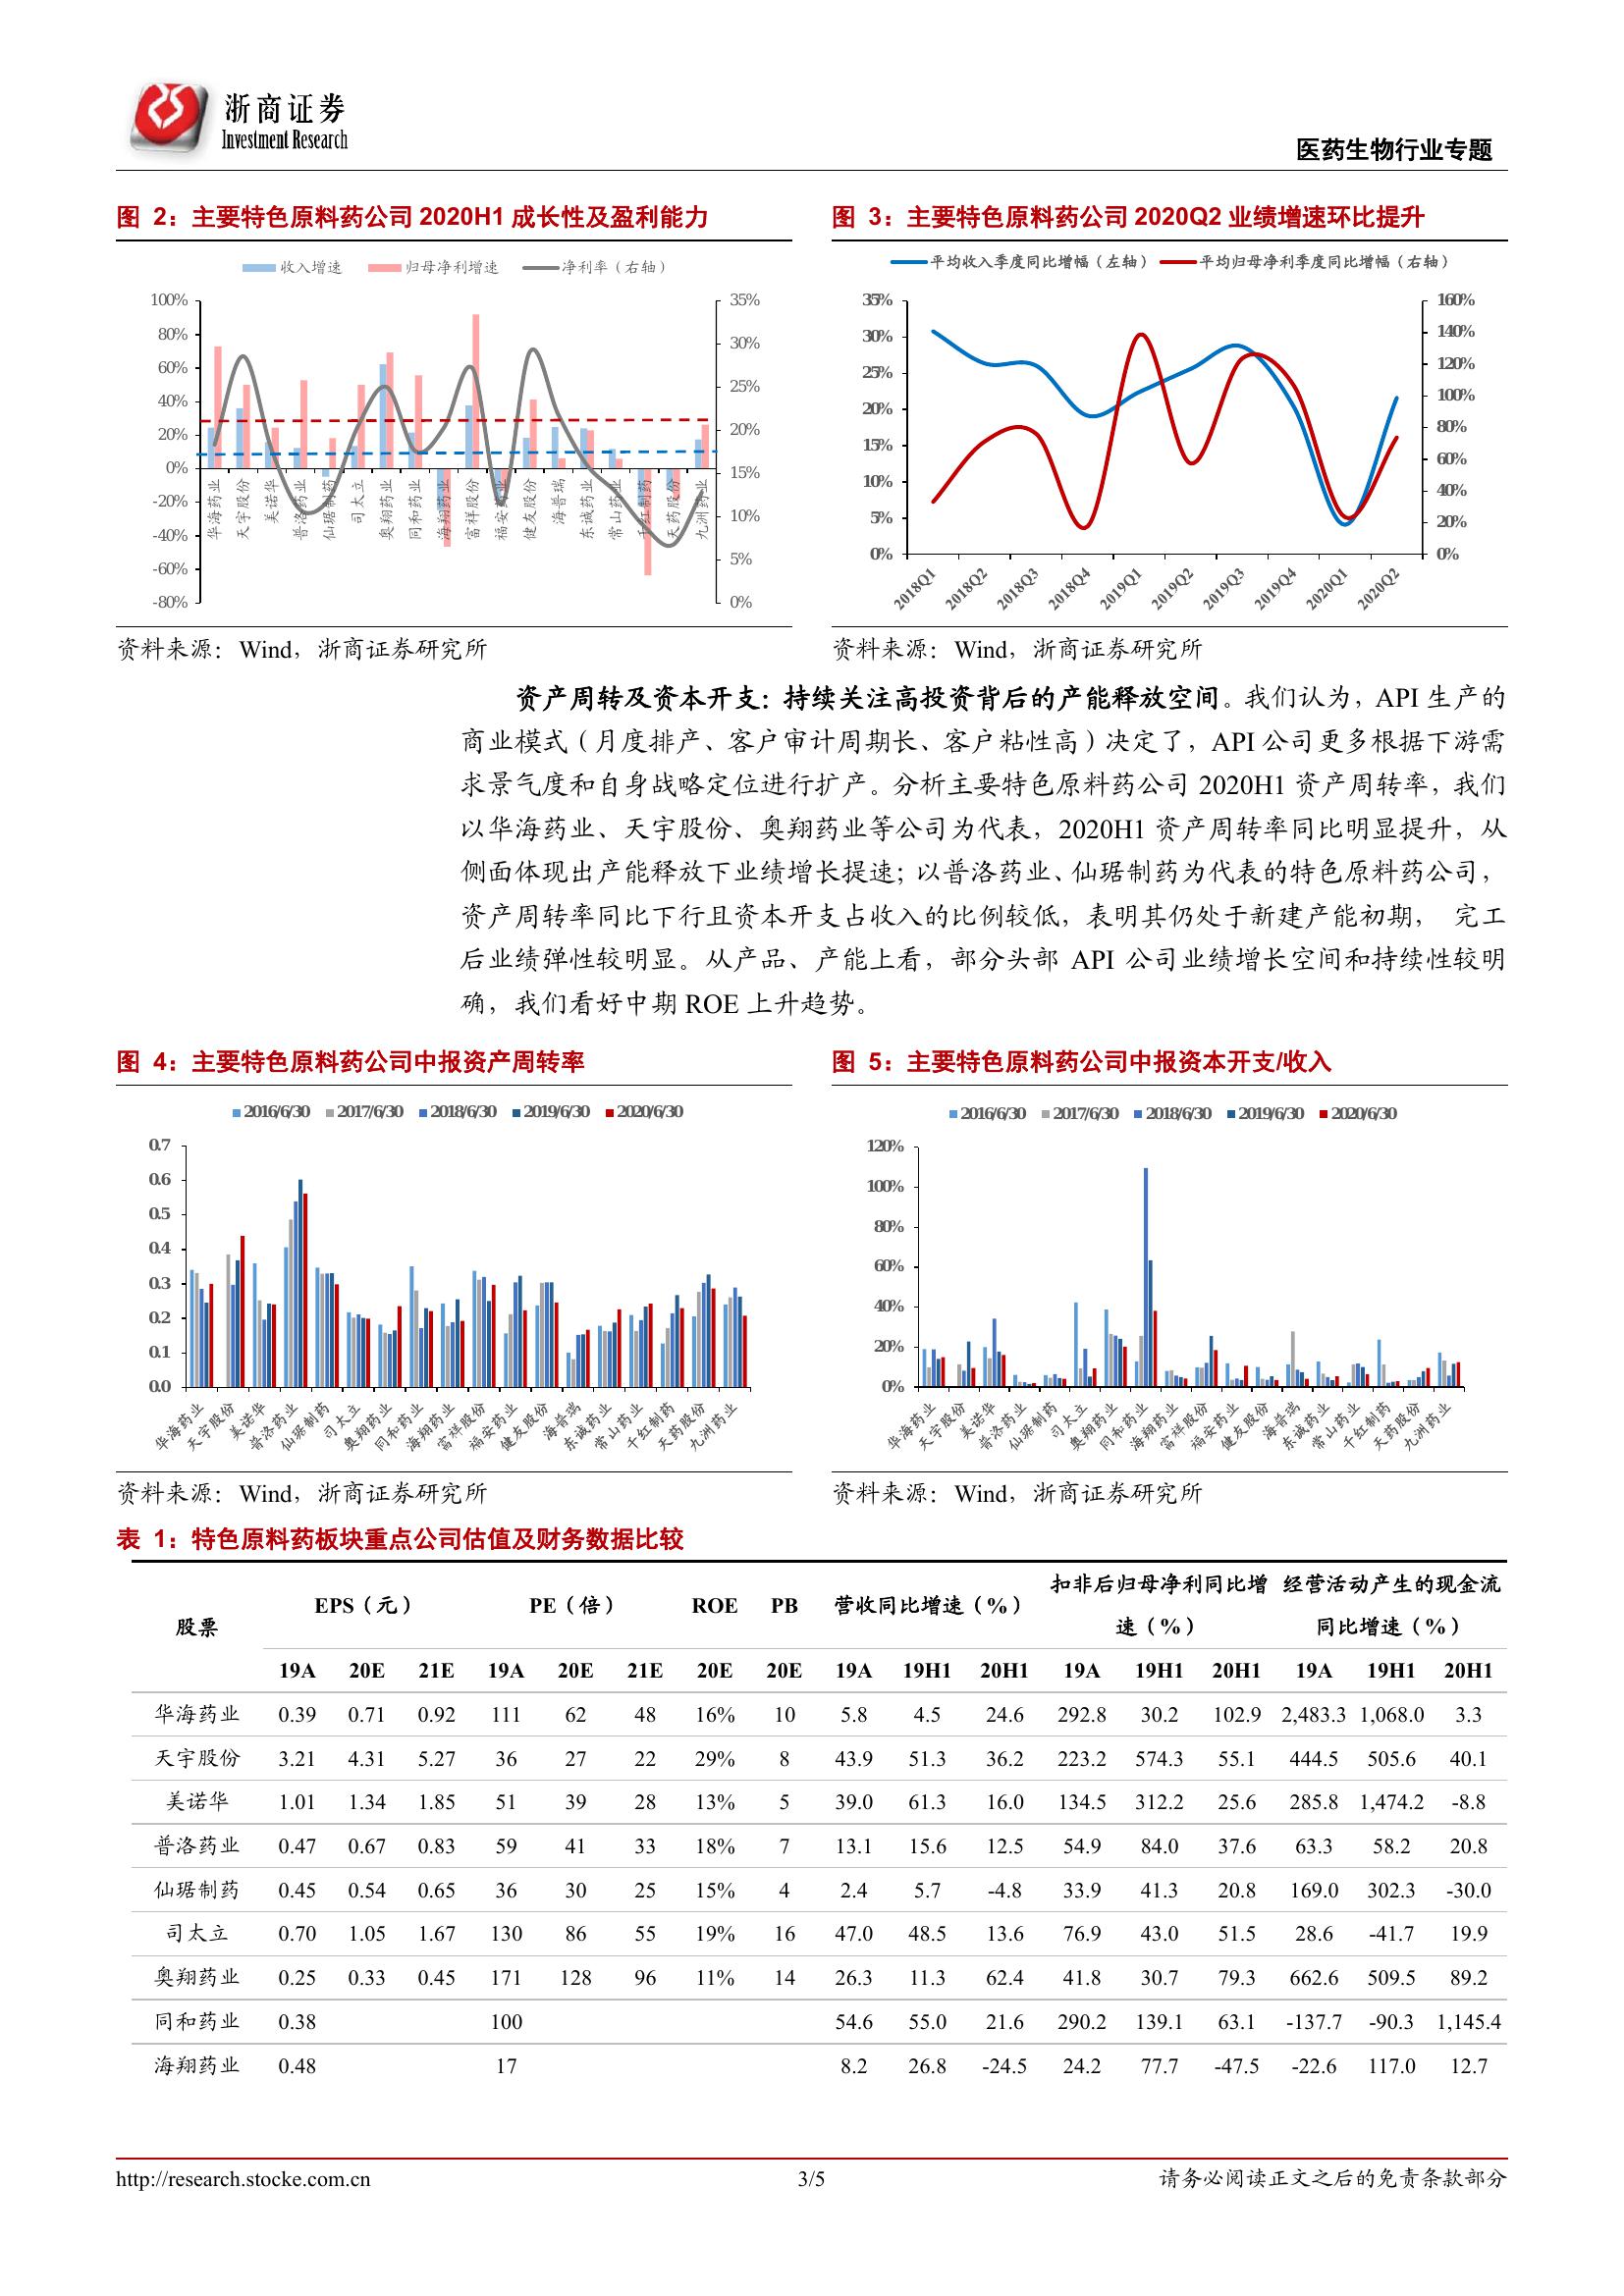 浙商证券
Investment Research
医药生物行业专题
图 2：主要特色原料药公司 2020H1 成长性及盈利能力
收入增速 归母净利增速 净利率（右轴）
100% 80% 60% 40% 20% 0% -20% -40% -60% -80%
35% 30% 25% 20% 15% 10% 5% 0%
华海药业 天宇股份 美诺华 普洛药业 仙琚制药 司太立 奥翔药业 同和药业 海翔药业 富祥股份 福安药业 健友股份 海普瑞 东诚药业 常山药业 千红制药 天药股份 九洲药业
资料来源：Wind，浙商证券研究所
图 3：主要特色原料药公司 2020Q2 业绩增速环比提升
平均收入季度同比增幅（左轴） 平均归母净利季度同比增幅（右轴）
35% 30% 25% 20% 15% 10% 5% 0%
160% 140% 120% 100% 80% 60% 40% 20% 0%
2018Q1 2018Q2 2018Q3 2018Q4 2019Q1 2019Q2 2019Q3 2019Q4 2020Q1 2020Q2
资料来源：Wind，浙商证券研究所
资产周转及资本开支：持续关注高投资背后的产能释放空间。我们认为，API 生产的
商业模式（月度排产、客户审计周期长、客户粘性高）决定了，API 公司更多根据下游需
求景气度和自身战略定位进行扩产。分析主要特色原料药公司 2020H1 资产周转率，我们
以华海药业、天宇股份、奥翔药业等公司为代表，2020H1 资产周转率同比明显提升，从
侧面体现出产能释放下业绩增长提速；以普洛药业、仙琚制药为代表的特色原料药公司，
资产周转率同比下行且资本开支占收入的比例较低，表明其仍处于新建产能初期， 完工
后业绩弹性较明显。从产品、产能上看，部分头部 API 公司业绩增长空间和持续性较明
确，我们看好中期 ROE 上升趋势。
图 4：主要特色原料药公司中报资产周转率
2016/6/30 2017/6/30 2018/6/30 2019/6/30 2020/6/30
0.7 0.6 0.5 0.4 0.3 0.2 0.1 0.0
华海药业 天宇股份 美诺华 普洛药业 仙琚制药 司太立 奥翔药业 同和药业 海翔药业 富祥股份 福安药业 健友股份 海普瑞 东诚药业 常山药业 千红制药 天药股份 九洲药业
资料来源：Wind，浙商证券研究所
图 5：主要特色原料药公司中报资本开支/收入
2016/6/30 2017/6/30 2018/6/30 2019/6/30 2020/6/30
120% 100% 80% 60% 40% 20% 0%
华海药业 天宇股份 美诺华 普洛药业 仙琚制药 司太立 奥翔药业 同和药业 海翔药业 富祥股份 福安药业 健友股份 海普瑞 东诚药业 常山药业 千红制药 天药股份 九洲药业
资料来源：Wind，浙商证券研究所
表 1：特色原料药板块重点公司估值及财务数据比较
股票 EPS（元） PE（倍） ROE PB 营收同比增速（%） 扣非后归母净利同比增速（%） 经营活动产生的现金流同比增速（%）
19A 20E 21E 19A 20E 21E 20E 20E 19A 19H1 20H1 19A 19H1 20H1 19A 19H1 20H1
华海药业 0.39 0.71 0.92 111 62 48 16% 10 5.8 4.5 24.6 292.8 30.2 102.9 2,483.3 1,068.0 3.3
天宇股份 3.21 4.31 5.27 36 27 22 29% 8 43.9 51.3 36.2 223.2 574.3 55.1 444.5 505.6 40.1
美诺华 1.01 1.34 1.85 51 39 28 13% 5 39.0 61.3 16.0 134.5 312.2 25.6 285.8 1,474.2 -8.8
普洛药业 0.47 0.67 0.83 59 41 33 18% 7 13.1 15.6 12.5 54.9 84.0 37.6 63.3 58.2 20.8
仙琚制药 0.45 0.54 0.65 36 30 25 15% 4 2.4 5.7 -4.8 33.9 41.3 20.8 169.0 302.3 -30.0
司太立 0.70 1.05 1.67 130 86 55 19% 16 47.0 48.5 13.6 76.9 43.0 51.5 28.6 -41.7 19.9
奥翔药业 0.25 0.33 0.45 171 128 96 11% 14 26.3 11.3 62.4 41.8 30.7 79.3 662.6 509.5 89.2
同和药业 0.38 100 54.6 55.0 21.6 290.2 139.1 63.1 -137.7 -90.3 1,145.4
海翔药业 0.48 17 8.2 26.8 -24.5 24.2 77.7 -47.5 -22.6 117.0 12.7
http://research.stocke.com.cn 3/5 请务必阅读正文之后的免责条款部分